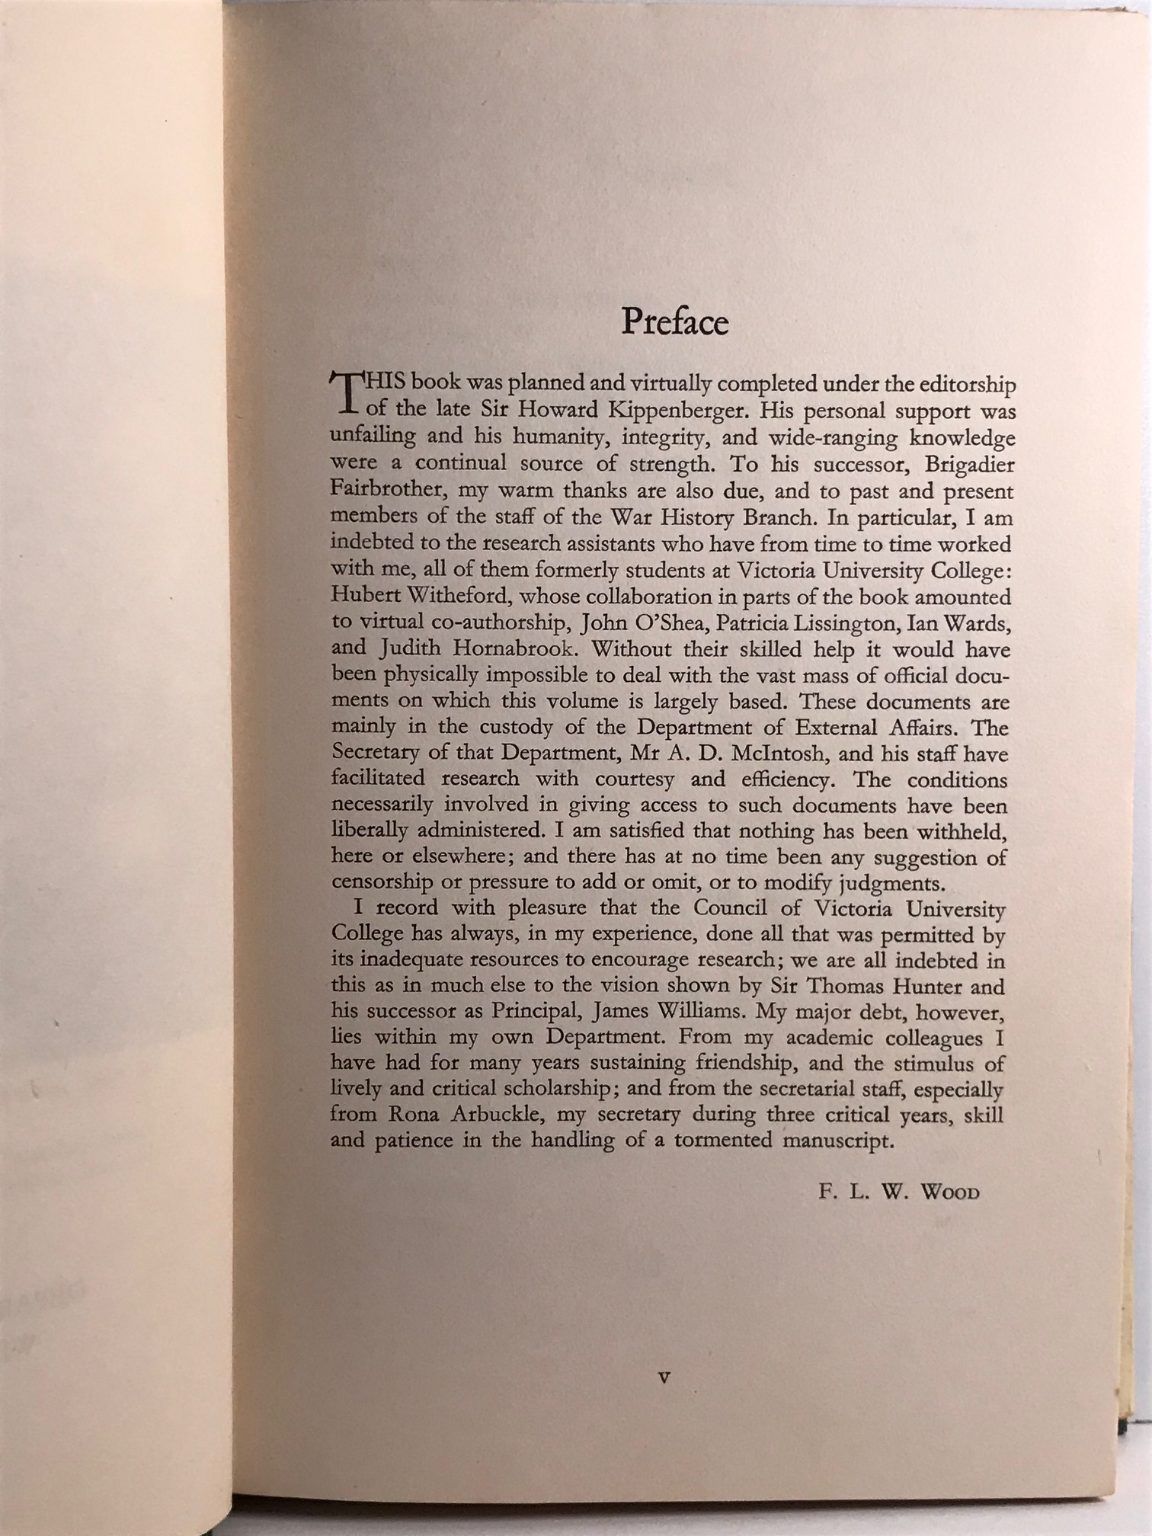 Preface
THIS book was planned and virtually completed under the editorship
of the late Sir Howard Kippenberger. His personal support was
unfailing and his humanity, integrity, and wide-ranging knowledge
were a continual source of strength. To his successor, Brigadier
Fairbrother, my warm thanks are also due, and to past and present
members of the staff of the War History Branch. In particular, I am
indebted to the research assistants who have from time to time worked
with me, all of them formerly students at Victoria University College:
Hubert Witheford, whose collaboration in parts of the book amounted
to virtual co-authorship, John O'Shea, Patricia Lissington, Ian Wards,
and Judith Hornabrook. Without their skilled help it would have
been physically impossible to deal with the vast mass of official docu-
ments on which this volume is largely based. These documents are
mainly in the custody of the Department of External Affairs. The
Secretary of that Department, Mr A. D. McIntosh, and his staff have
facilitated research with courtesy and efficiency. The conditions
necessarily involved in giving access to such documents have been
liberally administered. I am satisfied that nothing has been withheld,
here or elsewhere; and there has at no time been any suggestion of
censorship or pressure to add or omit, or to modify judgments.
I record with pleasure that the Council of Victoria University
College has always, in my experience, done all that was permitted by
its inadequate resources to encourage research; we are all indebted in
this as in much else to the vision shown by Sir Thomas Hunter and
his successor as Principal, James Williams. My major debt, however,
lies within my own Department. From my academic colleagues I
have had for many years sustaining friendship, and the stimulus of
lively and critical scholarship; and from the secretarial staff, especially
from Rona Arbuckle, my secretary during three critical years, skill
and patience in the handling of a tormented manuscript.
F. L. W. WOOD
v